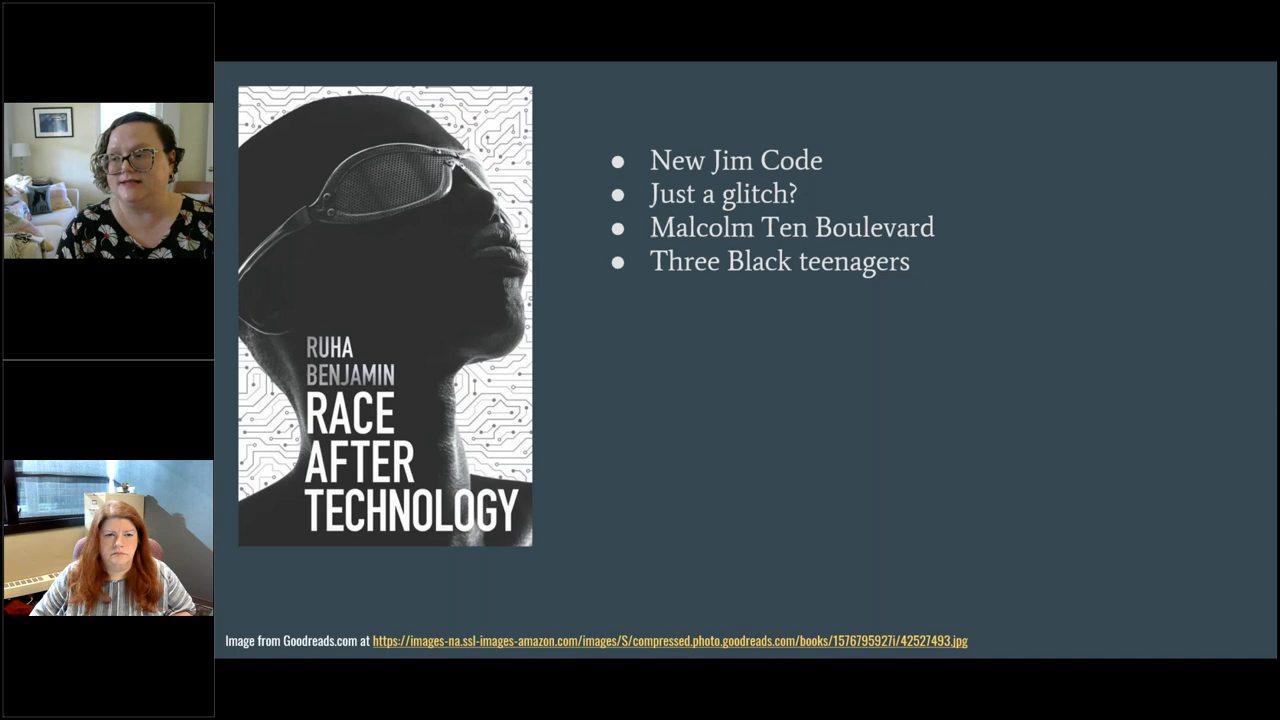 RUHA
BENJAMIN
RACE
AFTER
TECHNOLOGY
● New Jim Code
● Just a glitch?
● Malcolm Ten Boulevard
● Three Black teenagers
Image from Goodreads.com at https://images-na.ssl-images-amazon.com/images/S/compressed.photo.goodreads.com/books/1576795927i/42527493.jpg